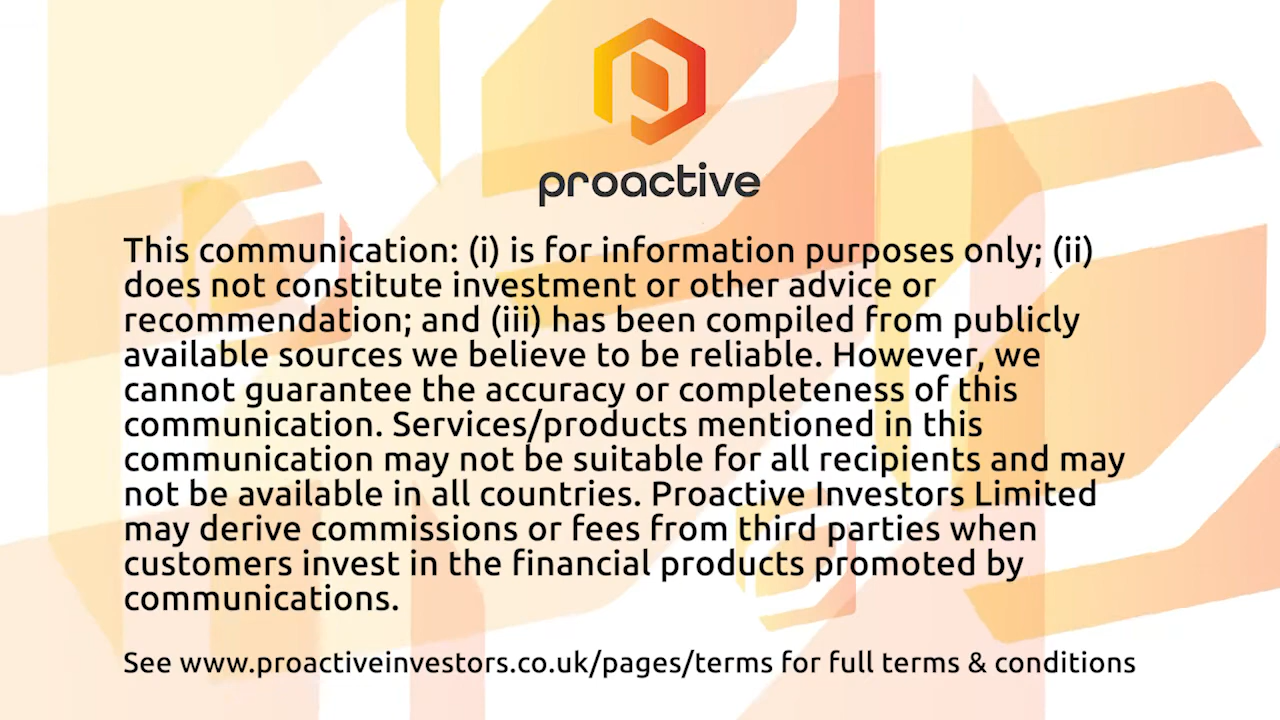 proactive
This communication: (i) is for information purposes only; (ii)
does not constitute investment or other advice or
recommendation; and (iii) has been compiled from publicly
available sources we believe to be reliable. However, we
cannot guarantee the accuracy or completeness of this
communication. Services/products mentioned in this
communication may not be suitable for all recipients and may
not be available in all countries. Proactive Investors Limited
may derive commissions or fees from third parties when
customers invest in the financial products promoted by
communications.
See www.proactiveinvestors.co.uk/pages/terms for full terms & conditions